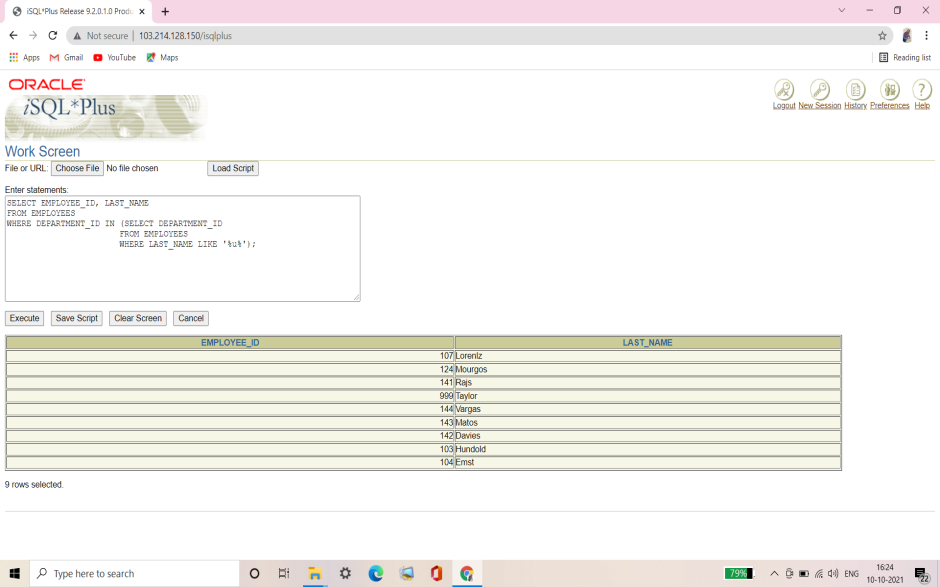 iSQL*Plus Release 9.2.0.1.0 Produ
Not secure | 103.214.128.150/isqlplus
Apps Gmail YouTube Maps Reading list
ORACLE
iSQL*Plus
Logout New Session History Preferences Help
Work Screen
File or URL: Choose File No file chosen Load Script
Enter statements:
SELECT EMPLOYEE_ID, LAST_NAME
FROM EMPLOYEES
WHERE DEPARTMENT_ID IN (SELECT DEPARTMENT_ID
FROM EMPLOYEES
WHERE LAST_NAME LIKE '%u%');
Execute Save Script Clear Screen Cancel
EMPLOYEE_ID LAST_NAME
107 Lorenlz
124 Mourgos
141 Rajs
999 Taylor
144 Vargas
143 Matos
142 Davies
103 Hundold
104 Ernst
9 rows selected.
Type here to search
79%
ENG
16:24
10-10-2021
22